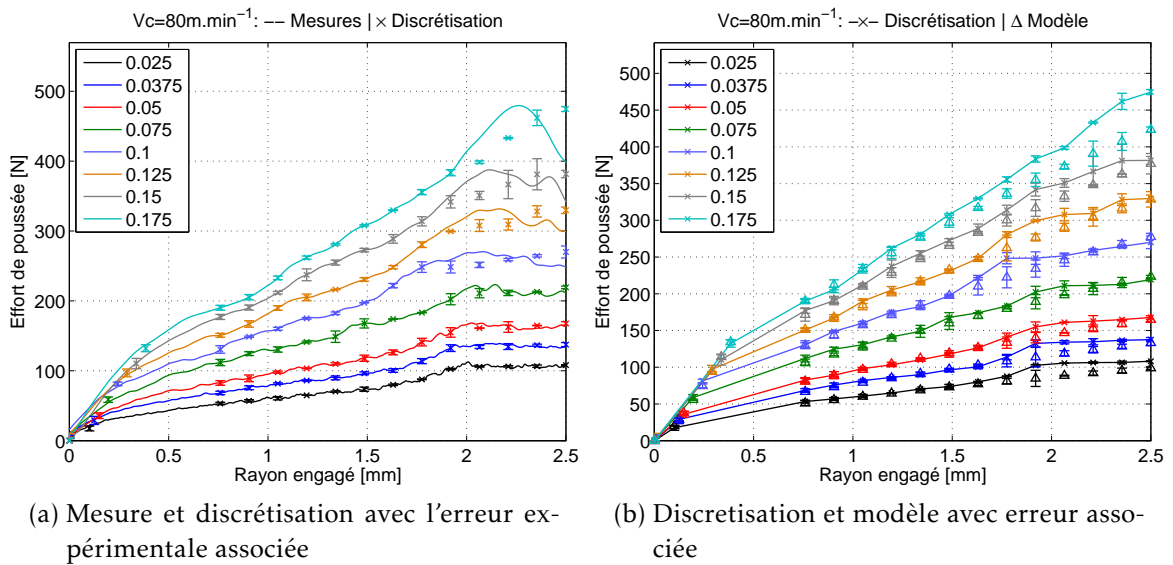 Vc=80m.min⁻¹: −− Mesures | × Discrétisation
Effort de poussée [N]
500
400
300
200
100
0
0.025
0.0375
0.05
0.075
0.1
0.125
0.15
0.175
0 0.5 1 1.5 2 2.5
Rayon engagé [mm]
(a) Mesure et discrétisation avec l'erreur ex-
périmentale associée
Vc=80m.min⁻¹: −×− Discrétisation | Δ Modèle
Effort de poussée [N]
500
450
400
350
300
250
200
150
100
50
0
0.025
0.0375
0.05
0.075
0.1
0.125
0.15
0.175
0 0.5 1 1.5 2 2.5
Rayon engagé [mm]
(b) Discretisation et modèle avec erreur asso-
ciée